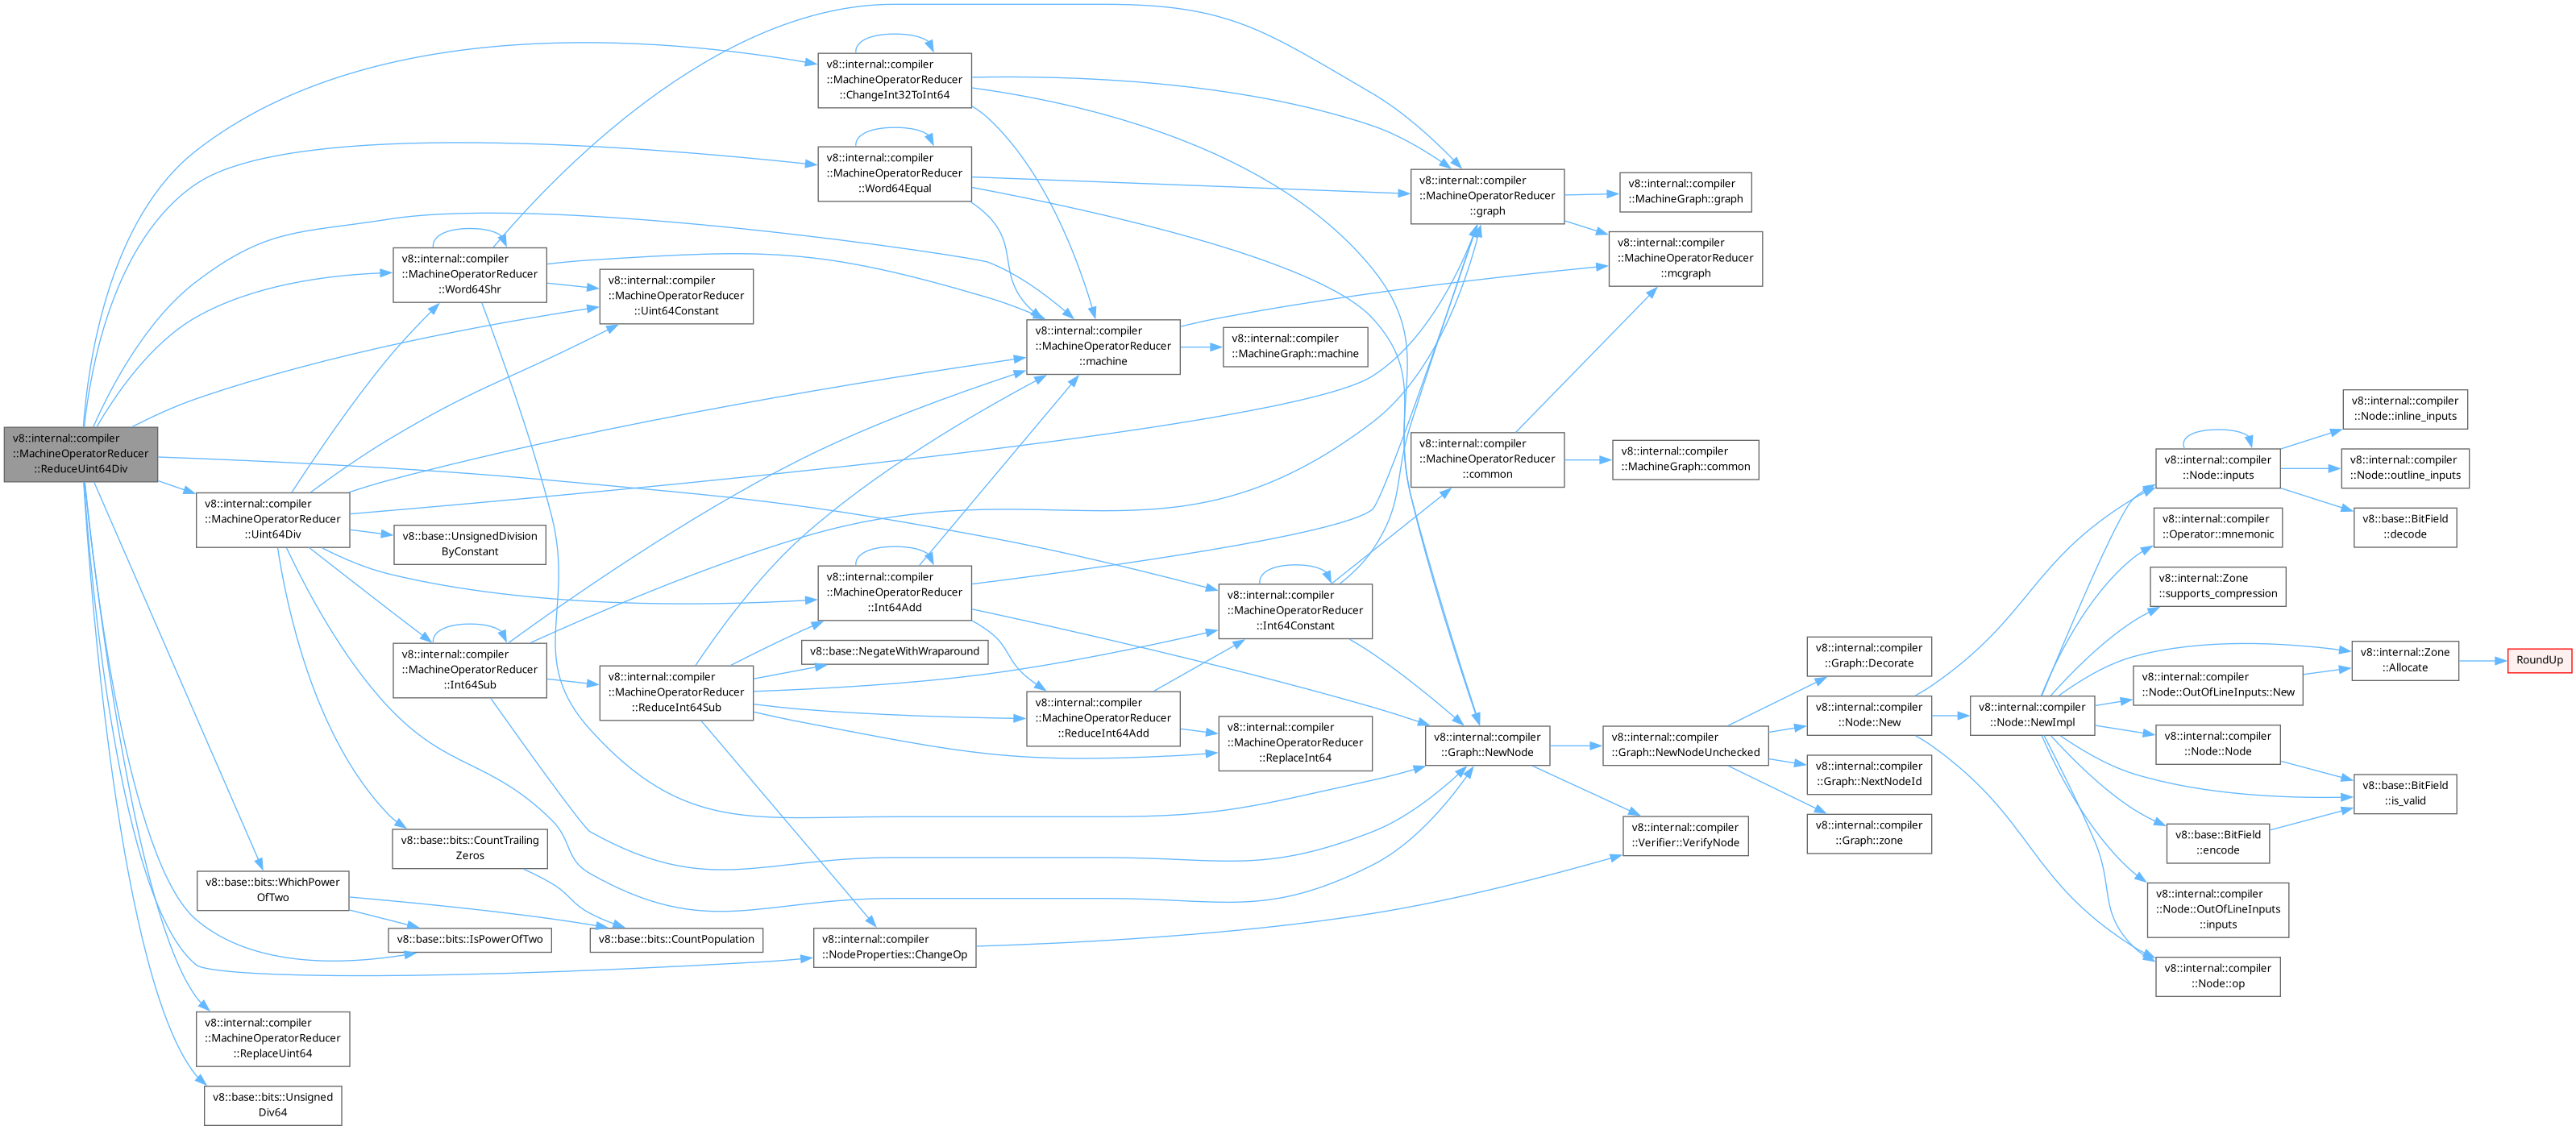 v8::internal::compiler
::MachineOperatorReducer
::ReduceUint64Div
v8::internal::compiler
::MachineOperatorReducer
::ChangeInt32ToInt64
v8::internal::compiler
::MachineOperatorReducer
::Word64Equal
v8::internal::compiler
::MachineOperatorReducer
::Word64Shr
v8::internal::compiler
::MachineOperatorReducer
::Uint64Constant
v8::internal::compiler
::MachineOperatorReducer
::machine
v8::internal::compiler
::MachineGraph::machine
v8::internal::compiler
::MachineOperatorReducer
::graph
v8::internal::compiler
::MachineGraph::graph
v8::internal::compiler
::MachineOperatorReducer
::mcgraph
v8::internal::compiler
::MachineOperatorReducer
::common
v8::internal::compiler
::MachineGraph::common
v8::internal::compiler
::MachineOperatorReducer
::Uint64Div
v8::base::UnsignedDivision
ByConstant
v8::internal::compiler
::MachineOperatorReducer
::Int64Add
v8::internal::compiler
::MachineOperatorReducer
::Int64Constant
v8::internal::compiler
::MachineOperatorReducer
::Int64Sub
v8::internal::compiler
::MachineOperatorReducer
::ReduceInt64Sub
v8::base::NegateWithWraparound
v8::internal::compiler
::MachineOperatorReducer
::ReduceInt64Add
v8::internal::compiler
::MachineOperatorReducer
::ReplaceInt64
v8::internal::compiler
::Graph::NewNode
v8::internal::compiler
::Graph::NewNodeUnchecked
v8::internal::compiler
::Verifier::VerifyNode
v8::internal::compiler
::Graph::Decorate
v8::internal::compiler
::Node::New
v8::internal::compiler
::Graph::NextNodeId
v8::internal::compiler
::Graph::zone
v8::internal::compiler
::Node::NewImpl
v8::internal::compiler
::Node::inputs
v8::internal::compiler
::Node::inline_inputs
v8::internal::compiler
::Node::outline_inputs
v8::base::BitField
::decode
v8::internal::compiler
::Operator::mnemonic
v8::internal::Zone
::supports_compression
v8::internal::Zone
::Allocate
RoundUp
v8::internal::compiler
::Node::OutOfLineInputs::New
v8::internal::compiler
::Node::Node
v8::base::BitField
::is_valid
v8::base::BitField
::encode
v8::internal::compiler
::Node::OutOfLineInputs
::inputs
v8::internal::compiler
::Node::op
v8::base::bits::CountTrailing
Zeros
v8::base::bits::WhichPower
OfTwo
v8::base::bits::IsPowerOfTwo
v8::base::bits::CountPopulation
v8::internal::compiler
::NodeProperties::ChangeOp
v8::internal::compiler
::MachineOperatorReducer
::ReplaceUint64
v8::base::bits::Unsigned
Div64